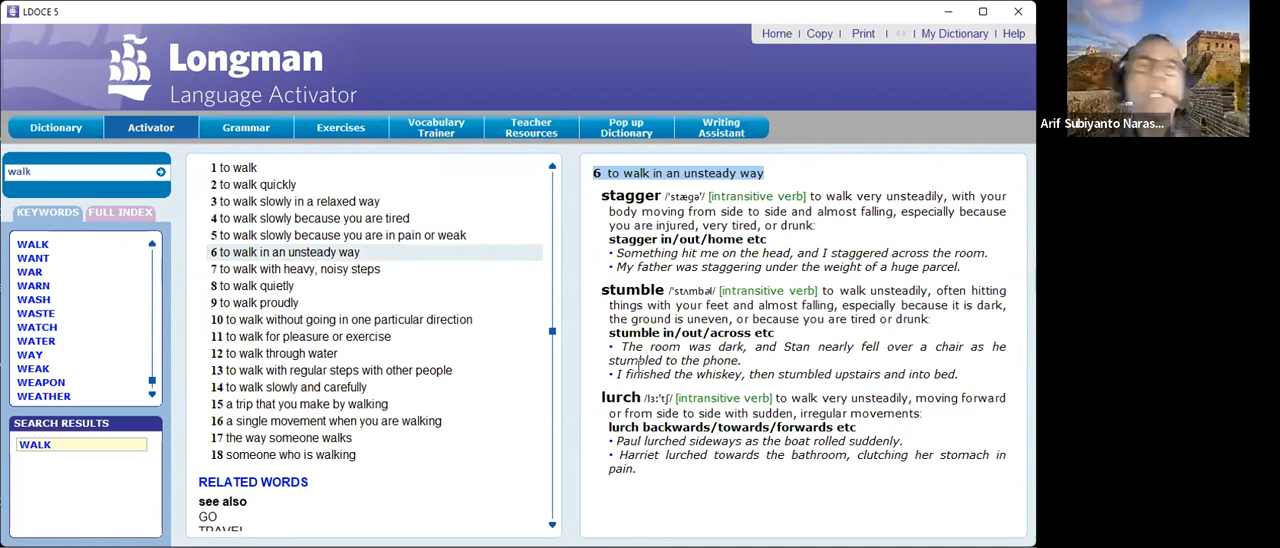 LDOCE 5
Home | Copy | Print | <> | My Dictionary | Help
Longman
Language Activator
Dictionary
Activator
Grammar
Exercises
Vocabulary
Trainer
Teacher
Resources
Pop up
Dictionary
Writing
Assistant
walk
KEYWORDS
FULL INDEX
WALK
WANT
WAR
WARN
WASH
WASTE
WATCH
WATER
WAY
WEAK
WEAPON
WEATHER
SEARCH RESULTS
WALK
1 to walk
2 to walk quickly
3 to walk slowly in a relaxed way
4 to walk slowly because you are tired
5 to walk slowly because you are in pain or weak
6 to walk in an unsteady way
7 to walk with heavy, noisy steps
8 to walk quietly
9 to walk proudly
10 to walk without going in one particular direction
11 to walk for pleasure or exercise
12 to walk through water
13 to walk with regular steps with other people
14 to walk slowly and carefully
15 a trip that you make by walking
16 a single movement when you are walking
17 the way someone walks
18 someone who is walking
RELATED WORDS
see also
GO
TRAVEL
6 to walk in an unsteady way
stagger /ˈstæɡəʳ/ [intransitive verb] to walk very unsteadily, with your
body moving from side to side and almost falling, especially because
you are injured, very tired, or drunk:
stagger in/out/home etc
• Something hit me on the head, and I staggered across the room.
• My father was staggering under the weight of a huge parcel.
stumble /ˈstʌmbəl/ [intransitive verb] to walk unsteadily, often hitting
things with your feet and almost falling, especially because it is dark,
the ground is uneven, or because you are tired or drunk:
stumble in/out/across etc
• The room was dark, and Stan nearly fell over a chair as he
stumbled to the phone.
• I finished the whiskey, then stumbled upstairs and into bed.
lurch /lɜːʳtʃ/ [intransitive verb] to walk very unsteadily, moving forward
or from side to side with sudden, irregular movements:
lurch backwards/towards/forwards etc
• Paul lurched sideways as the boat rolled suddenly.
• Harriet lurched towards the bathroom, clutching her stomach in
pain.
Arif Subiyanto Naras...